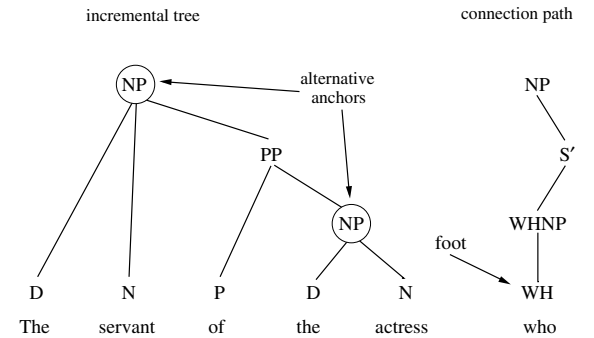 incremental tree
connection path
NP
alternative
anchors
NP
PP
S′
NP
WHNP
foot
D
N
P
D
N
WH
The servant of the actress
who